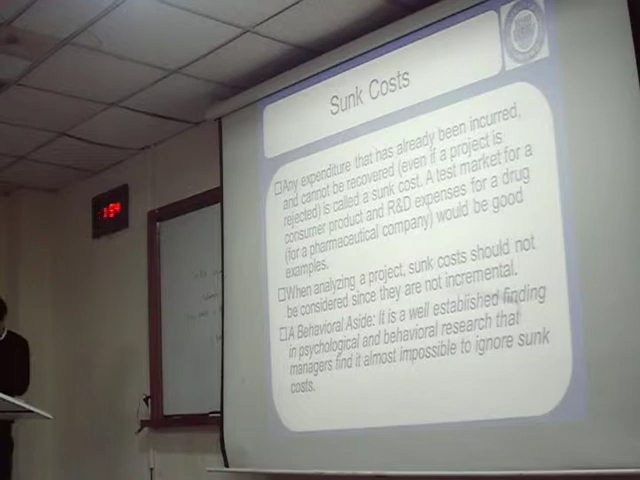 Sunk Costs
Any expenditure that has already been incurred,
and cannot be recovered (even if a project is
rejected) is called a sunk cost. A test market for a
consumer product and R&D expenses for a drug
(for a pharmaceutical company) would be good
examples.
When analyzing a project, sunk costs should not
be considered since they are not incremental.
A Behavioral Aside: It is a well established finding
in psychological and behavioral research that
managers find it almost impossible to ignore sunk
costs.